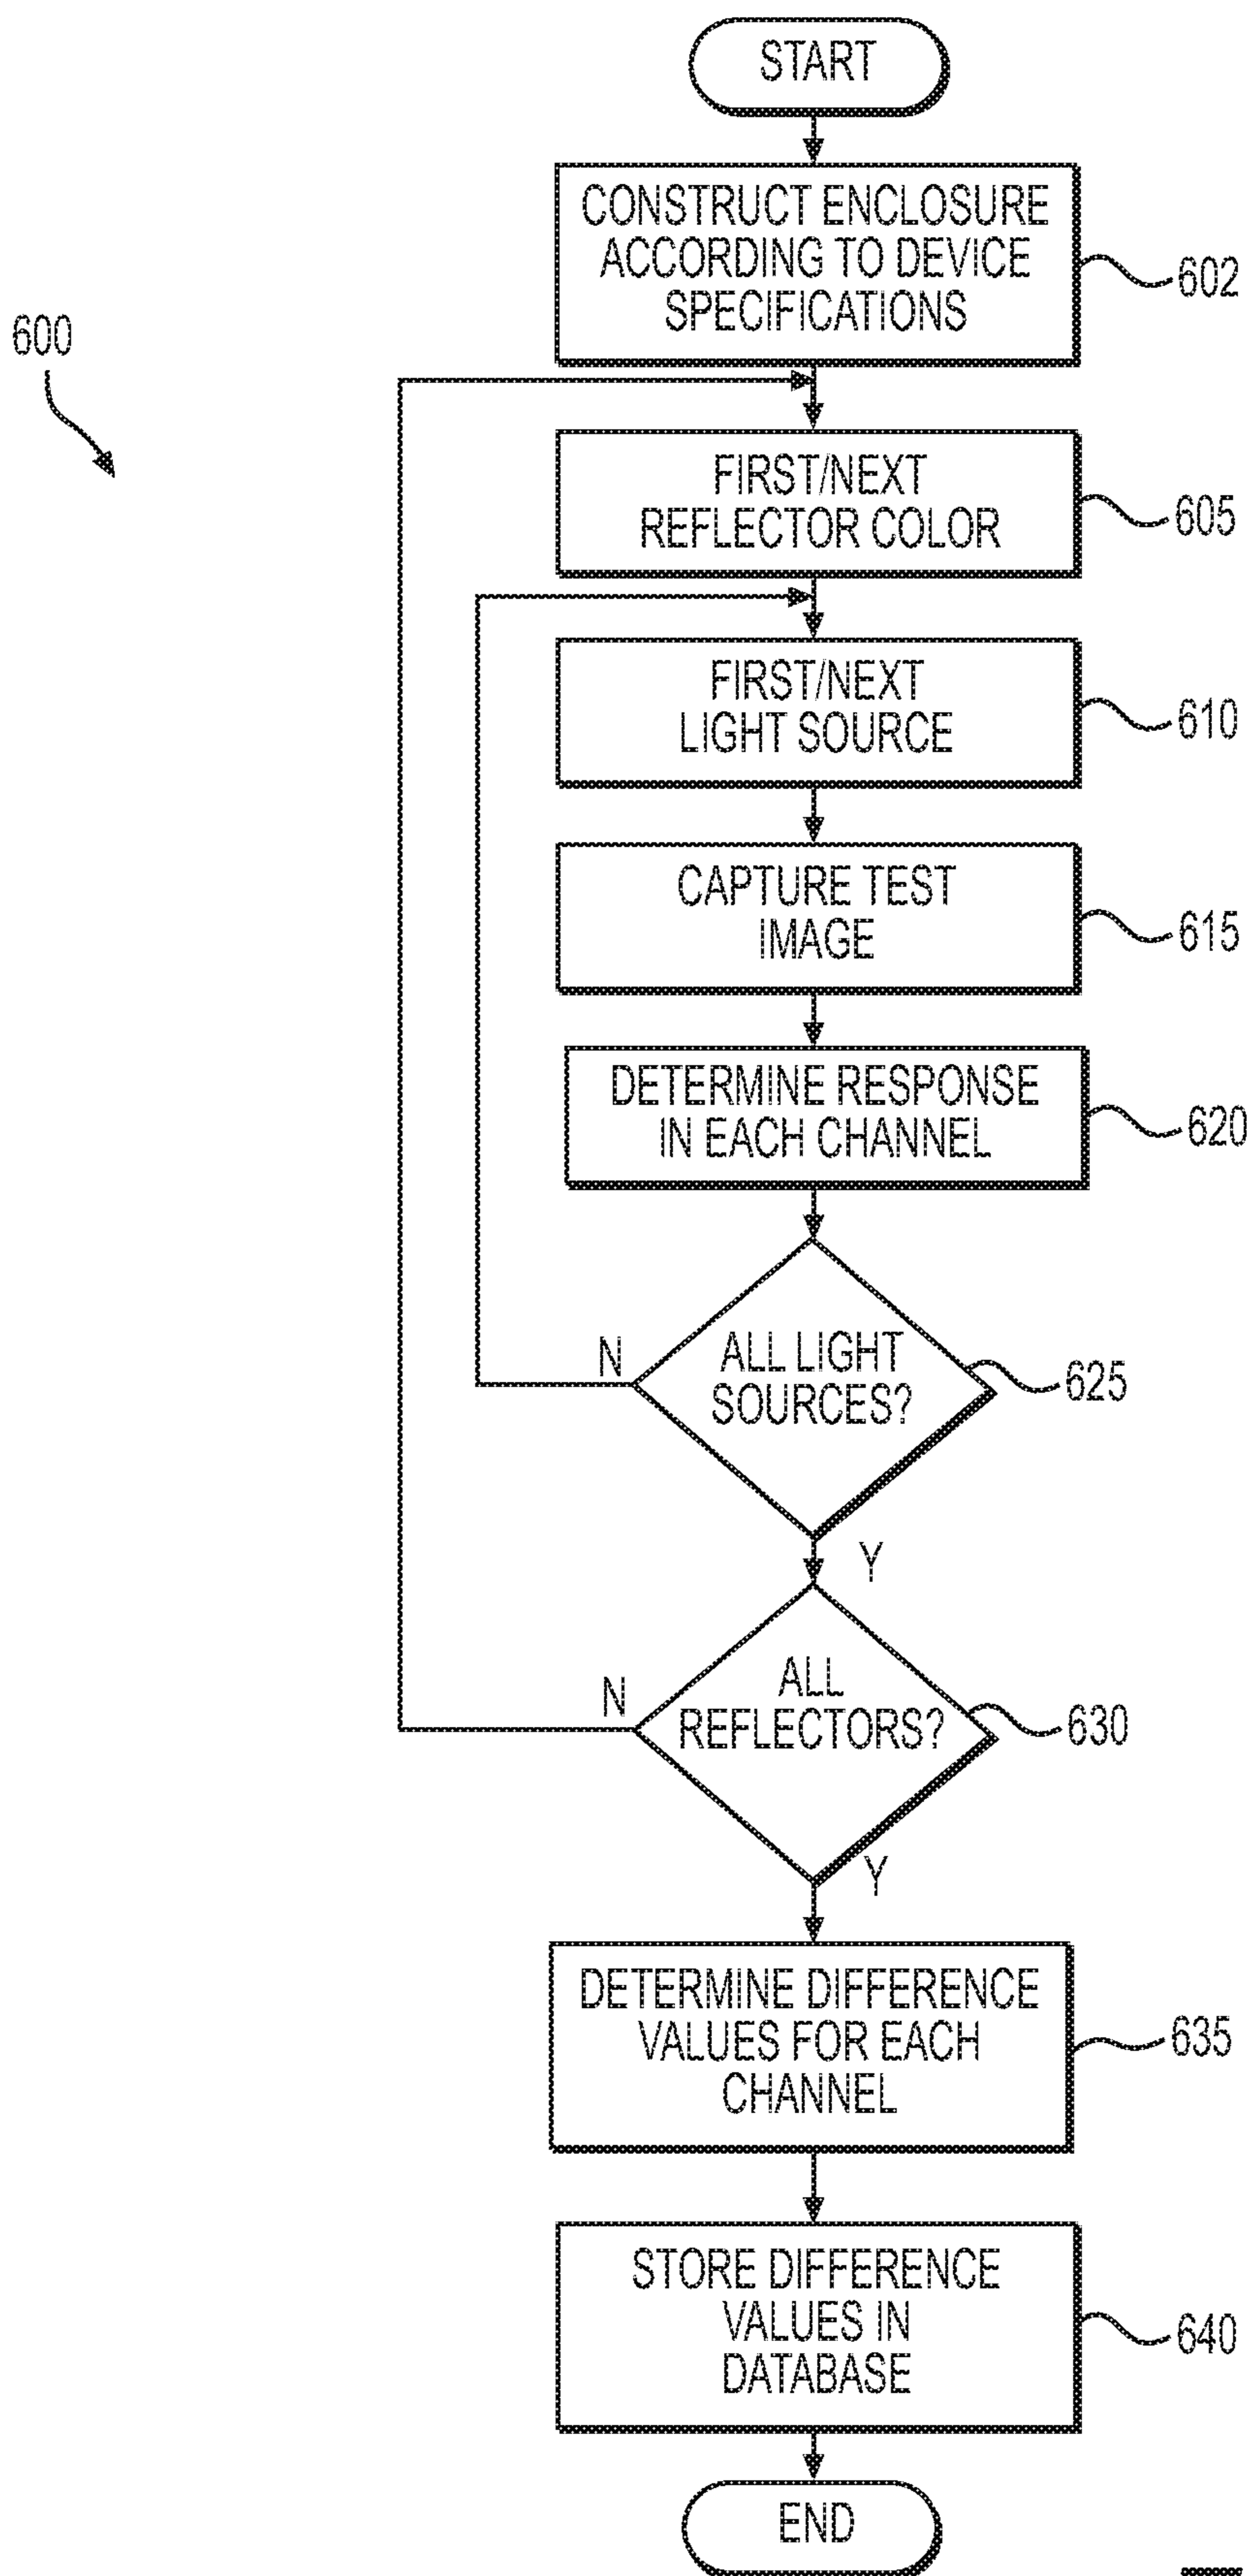 START
CONSTRUCT ENCLOSURE
ACCORDING TO DEVICE
SPECIFICATIONS
602
600
FIRST/NEXT
REFLECTOR COLOR
605
FIRST/NEXT
LIGHT SOURCE
610
CAPTURE TEST
IMAGE
615
DETERMINE RESPONSE
IN EACH CHANNEL
620
N
ALL LIGHT
SOURCES?
625
Y
N
ALL
REFLECTORS?
630
Y
DETERMINE DIFFERENCE
VALUES FOR EACH
CHANNEL
635
STORE DIFFERENCE
VALUES IN
DATABASE
640
END